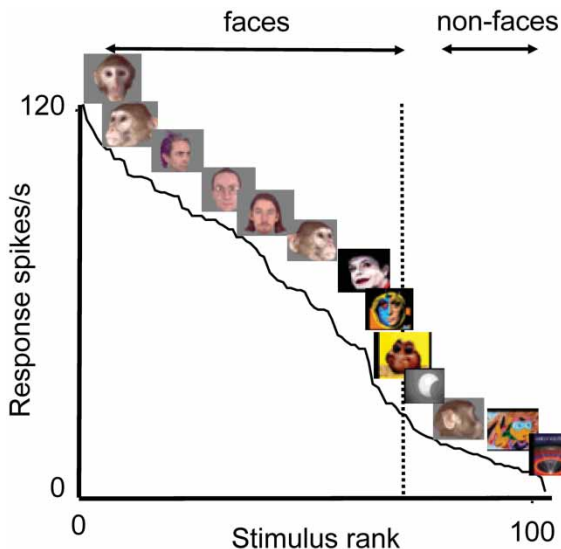 faces
non-faces
120
Response spikes/s
0
0
Stimulus rank
100